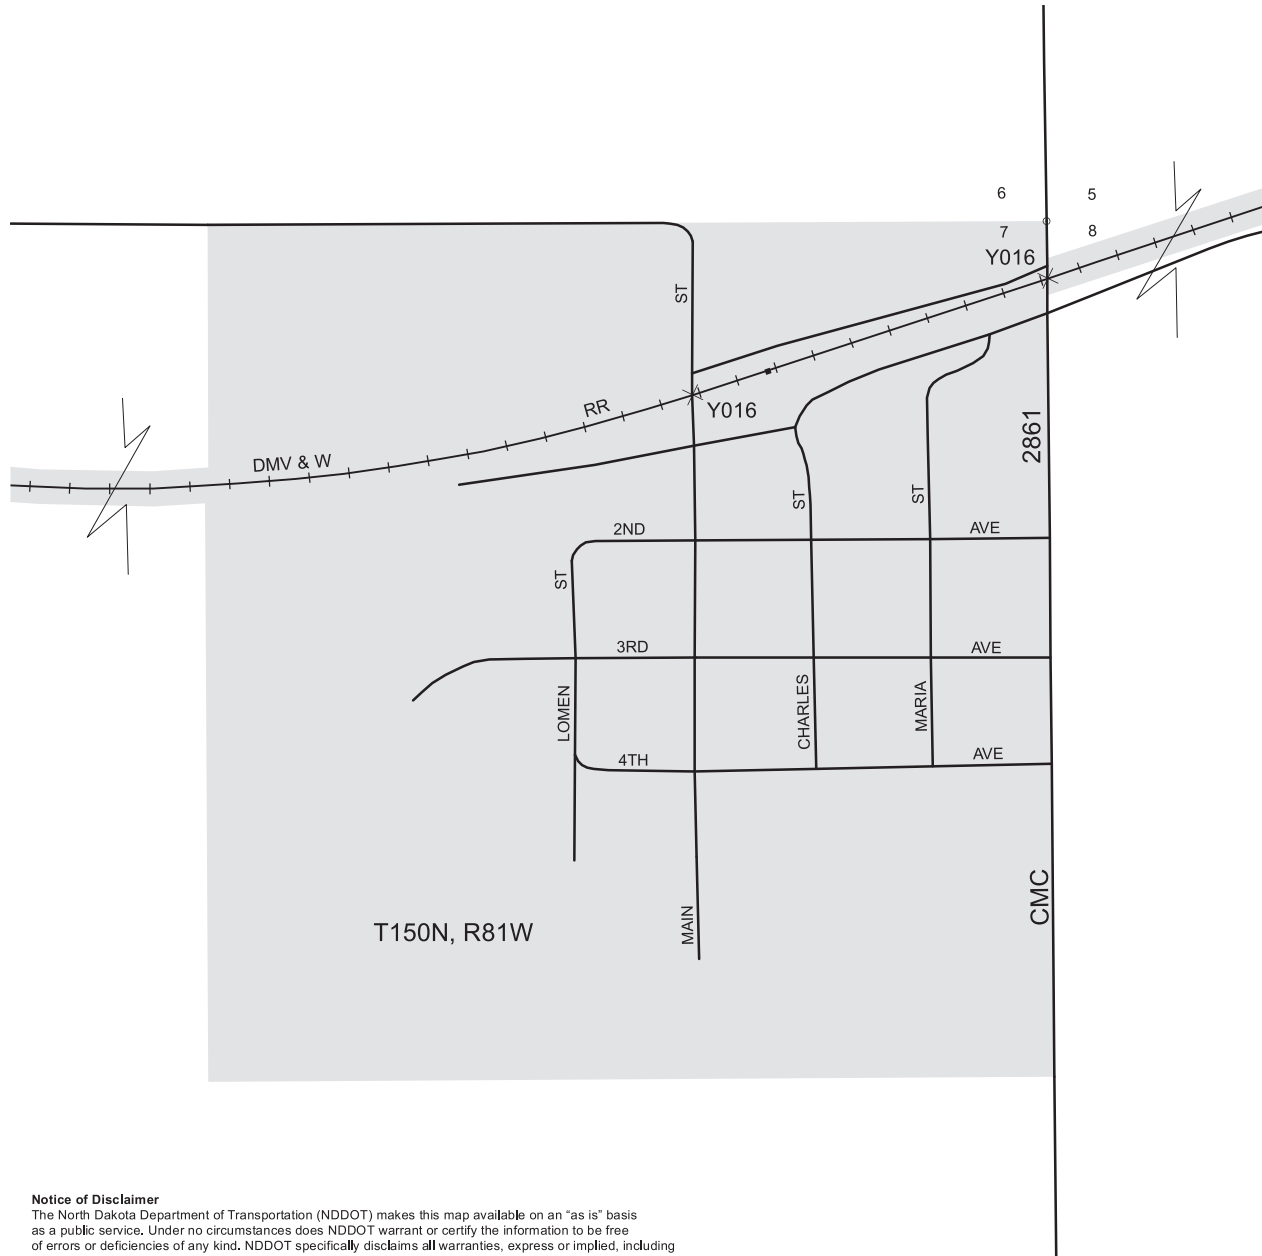 6
5
7
8
Y016
ST
RR
Y016
DMV & W
2861
ST
ST
2ND
AVE
ST
3RD
AVE
LOMEN
CHARLES
MARIA
4TH
AVE
CMC
MAIN
T150N, R81W
Notice of Disclaimer
The North Dakota Department of Transportation (NDDOT) makes this map available on an “as is” basis
as a public service. Under no circumstances does NDDOT warrant or certify the information to be free
of errors or deficiencies of any kind. NDDOT specifically disclaims all warranties, express or implied, including